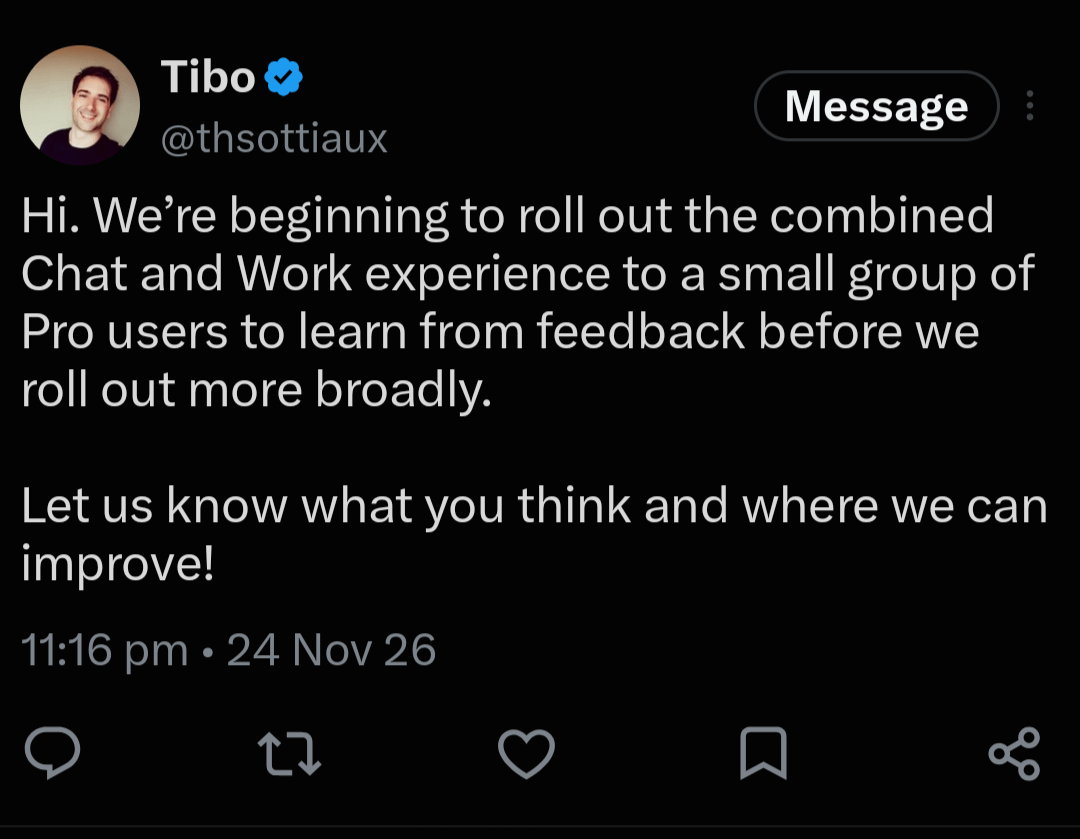 Tibo
@thsottiaux
Message
Hi. We’re beginning to roll out the combined
Chat and Work experience to a small group of
Pro users to learn from feedback before we
roll out more broadly.
Let us know what you think and where we can
improve!
11:16 pm • 24 Nov 26